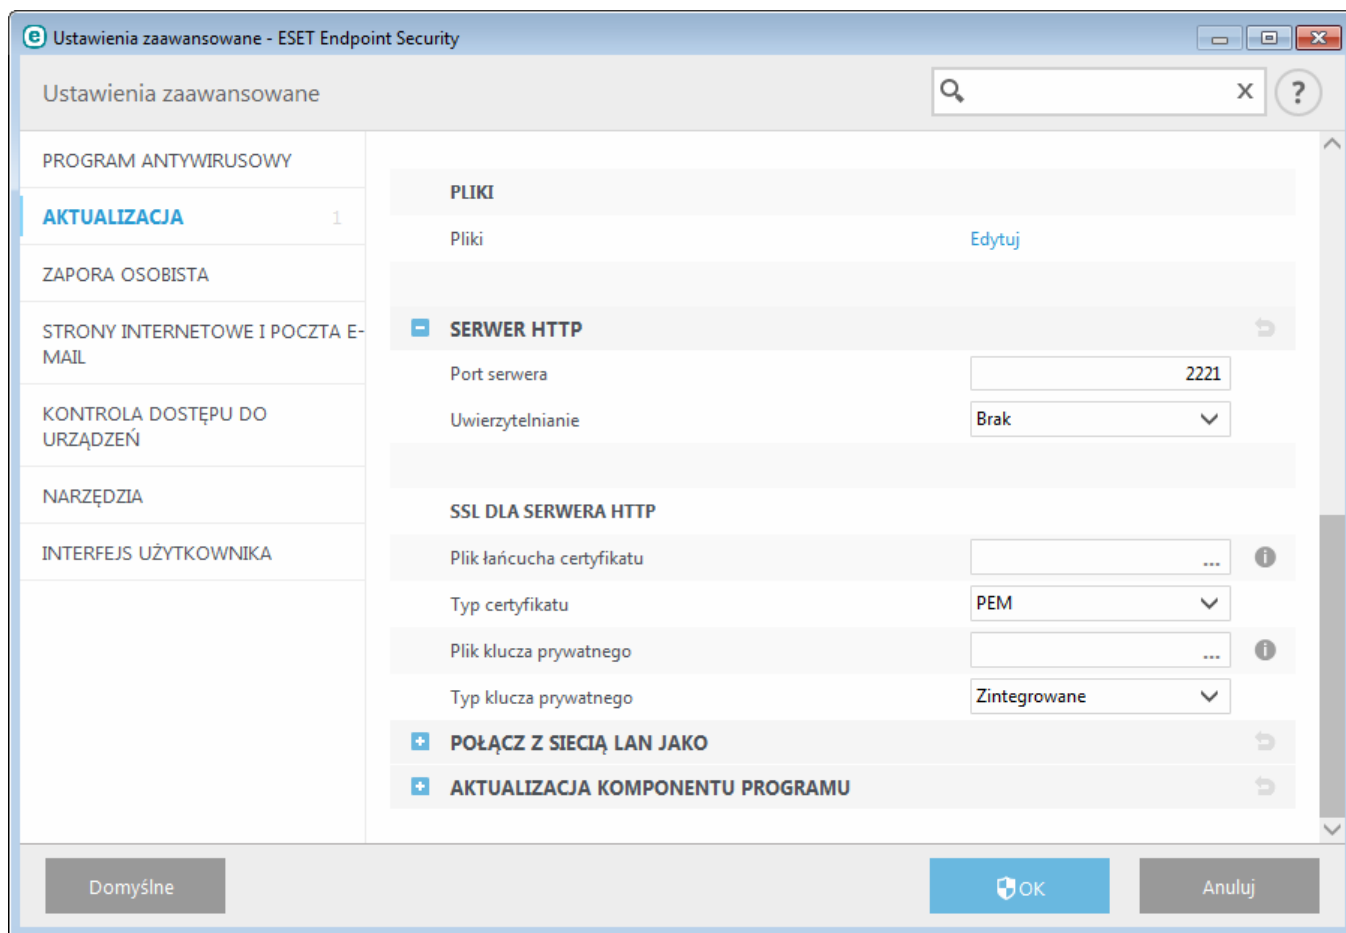 Ustawienia zaawansowane - ESET Endpoint Security
Ustawienia zaawansowane
PROGRAM ANTYWIRUSOWY
AKTUALIZACJA 1
ZAPORA OSOBISTA
STRONY INTERNETOWE I POCZTA E-
MAIL
KONTROLA DOSTĘPU DO
URZĄDZEŃ
NARZĘDZIA
INTERFEJS UŻYTKOWNIKA
PLIKI
Pliki Edytuj
SERWER HTTP
Port serwera 2221
Uwierzytelnianie Brak
SSL DLA SERWERA HTTP
Plik łańcucha certyfikatu ...
Typ certyfikatu PEM
Plik klucza prywatnego ...
Typ klucza prywatnego Zintegrowane
POŁĄCZ Z SIECIĄ LAN JAKO
AKTUALIZACJA KOMPONENTU PROGRAMU
Domyślne OK Anuluj